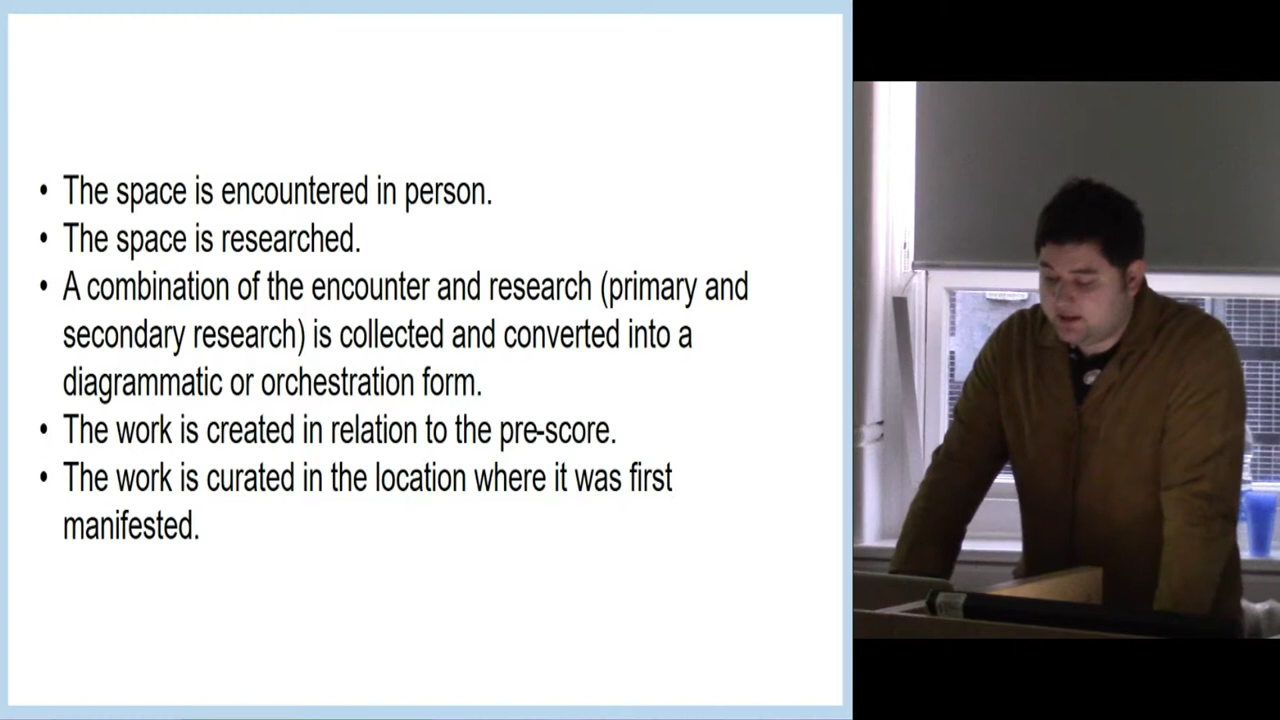 • The space is encountered in person.
• The space is researched.
• A combination of the encounter and research (primary and
secondary research) is collected and converted into a
diagrammatic or orchestration form.
• The work is created in relation to the pre-score.
• The work is curated in the location where it was first
manifested.